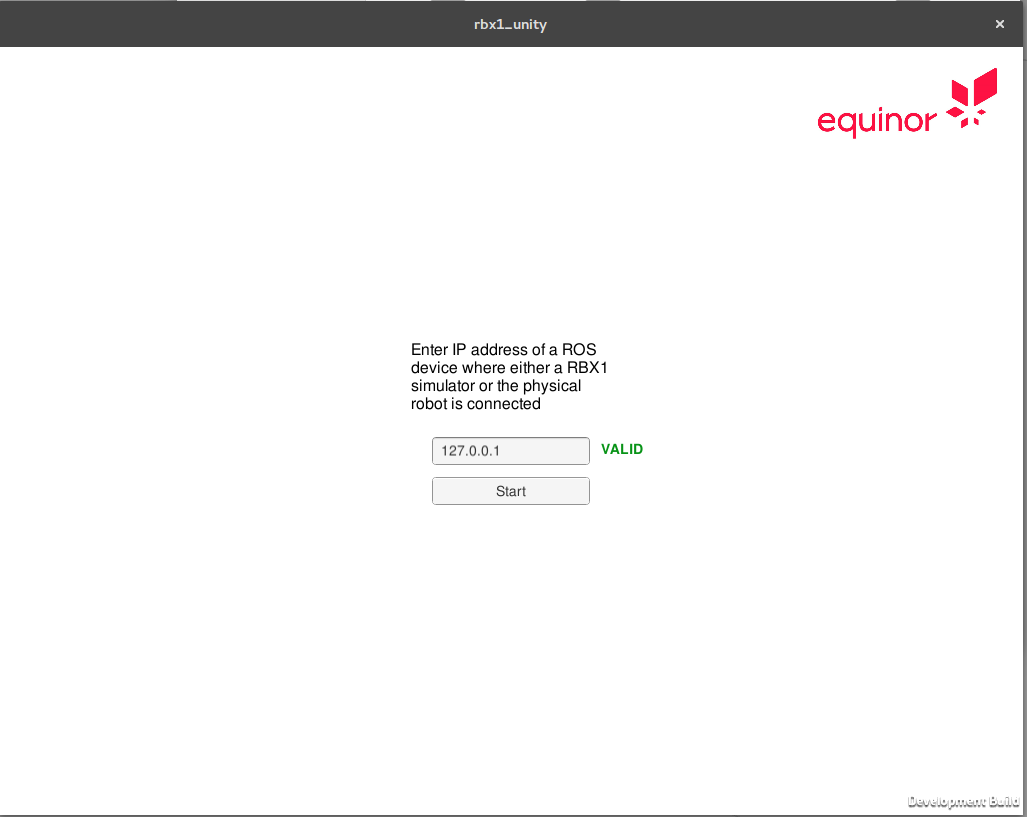 rbx1_unity
equinor
Enter IP address of a ROS
device where either a RBX1
simulator or the physical
robot is connected
127.0.0.1 VALID
Start
Development Build